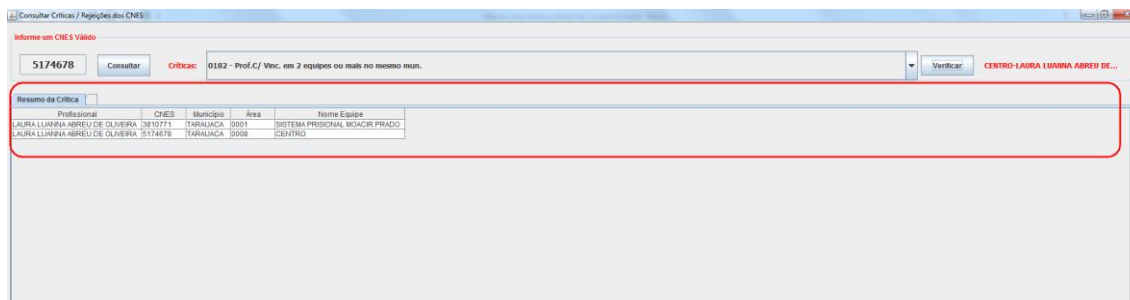 Consultar Críticas / Rejeições dos CNES
Informe um CNES Válido
5174678 Consultar Críticas: 0182 - Prof.C/ Vinc. em 2 equipes ou mais no mesmo mun. Verificar CENTRO-LAURA LUANNA ABREU DE...
Resumo da Crítica
Profissional CNES Município Área Nome Equipe
LAURA LUANNA ABREU DE OLIVEIRA 3810771 TARAUACA 0001 SISTEMA PRISIONAL MOACIR PRADO
LAURA LUANNA ABREU DE OLIVEIRA 5174678 TARAUACA 0008 CENTRO